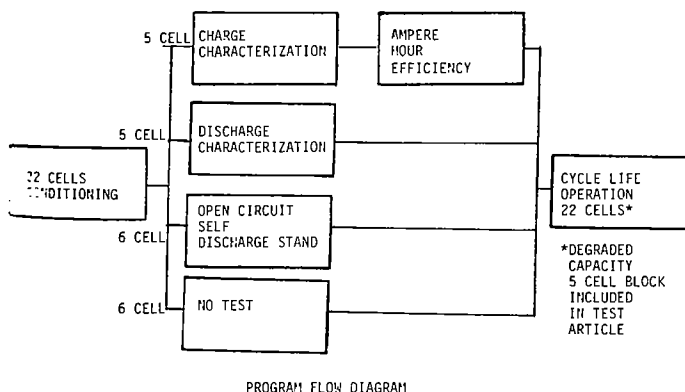 5 CELL
CHARGE
CHARACTERIZATION
AMPERE
HOUR
EFFICIENCY
5 CELL
DISCHARGE
CHARACTERIZATION
22 CELLS
CONDITIONING
6 CELL
OPEN CIRCUIT
SELF
DISCHARGE STAND
6 CELL
NO TEST
CYCLE LIFE
OPERATION
22 CELLS*
*DEGRADED
CAPACITY
5 CELL BLOCK
INCLUDED
IN TEST
ARTICLE
PROGRAM FLOW DIAGRAM